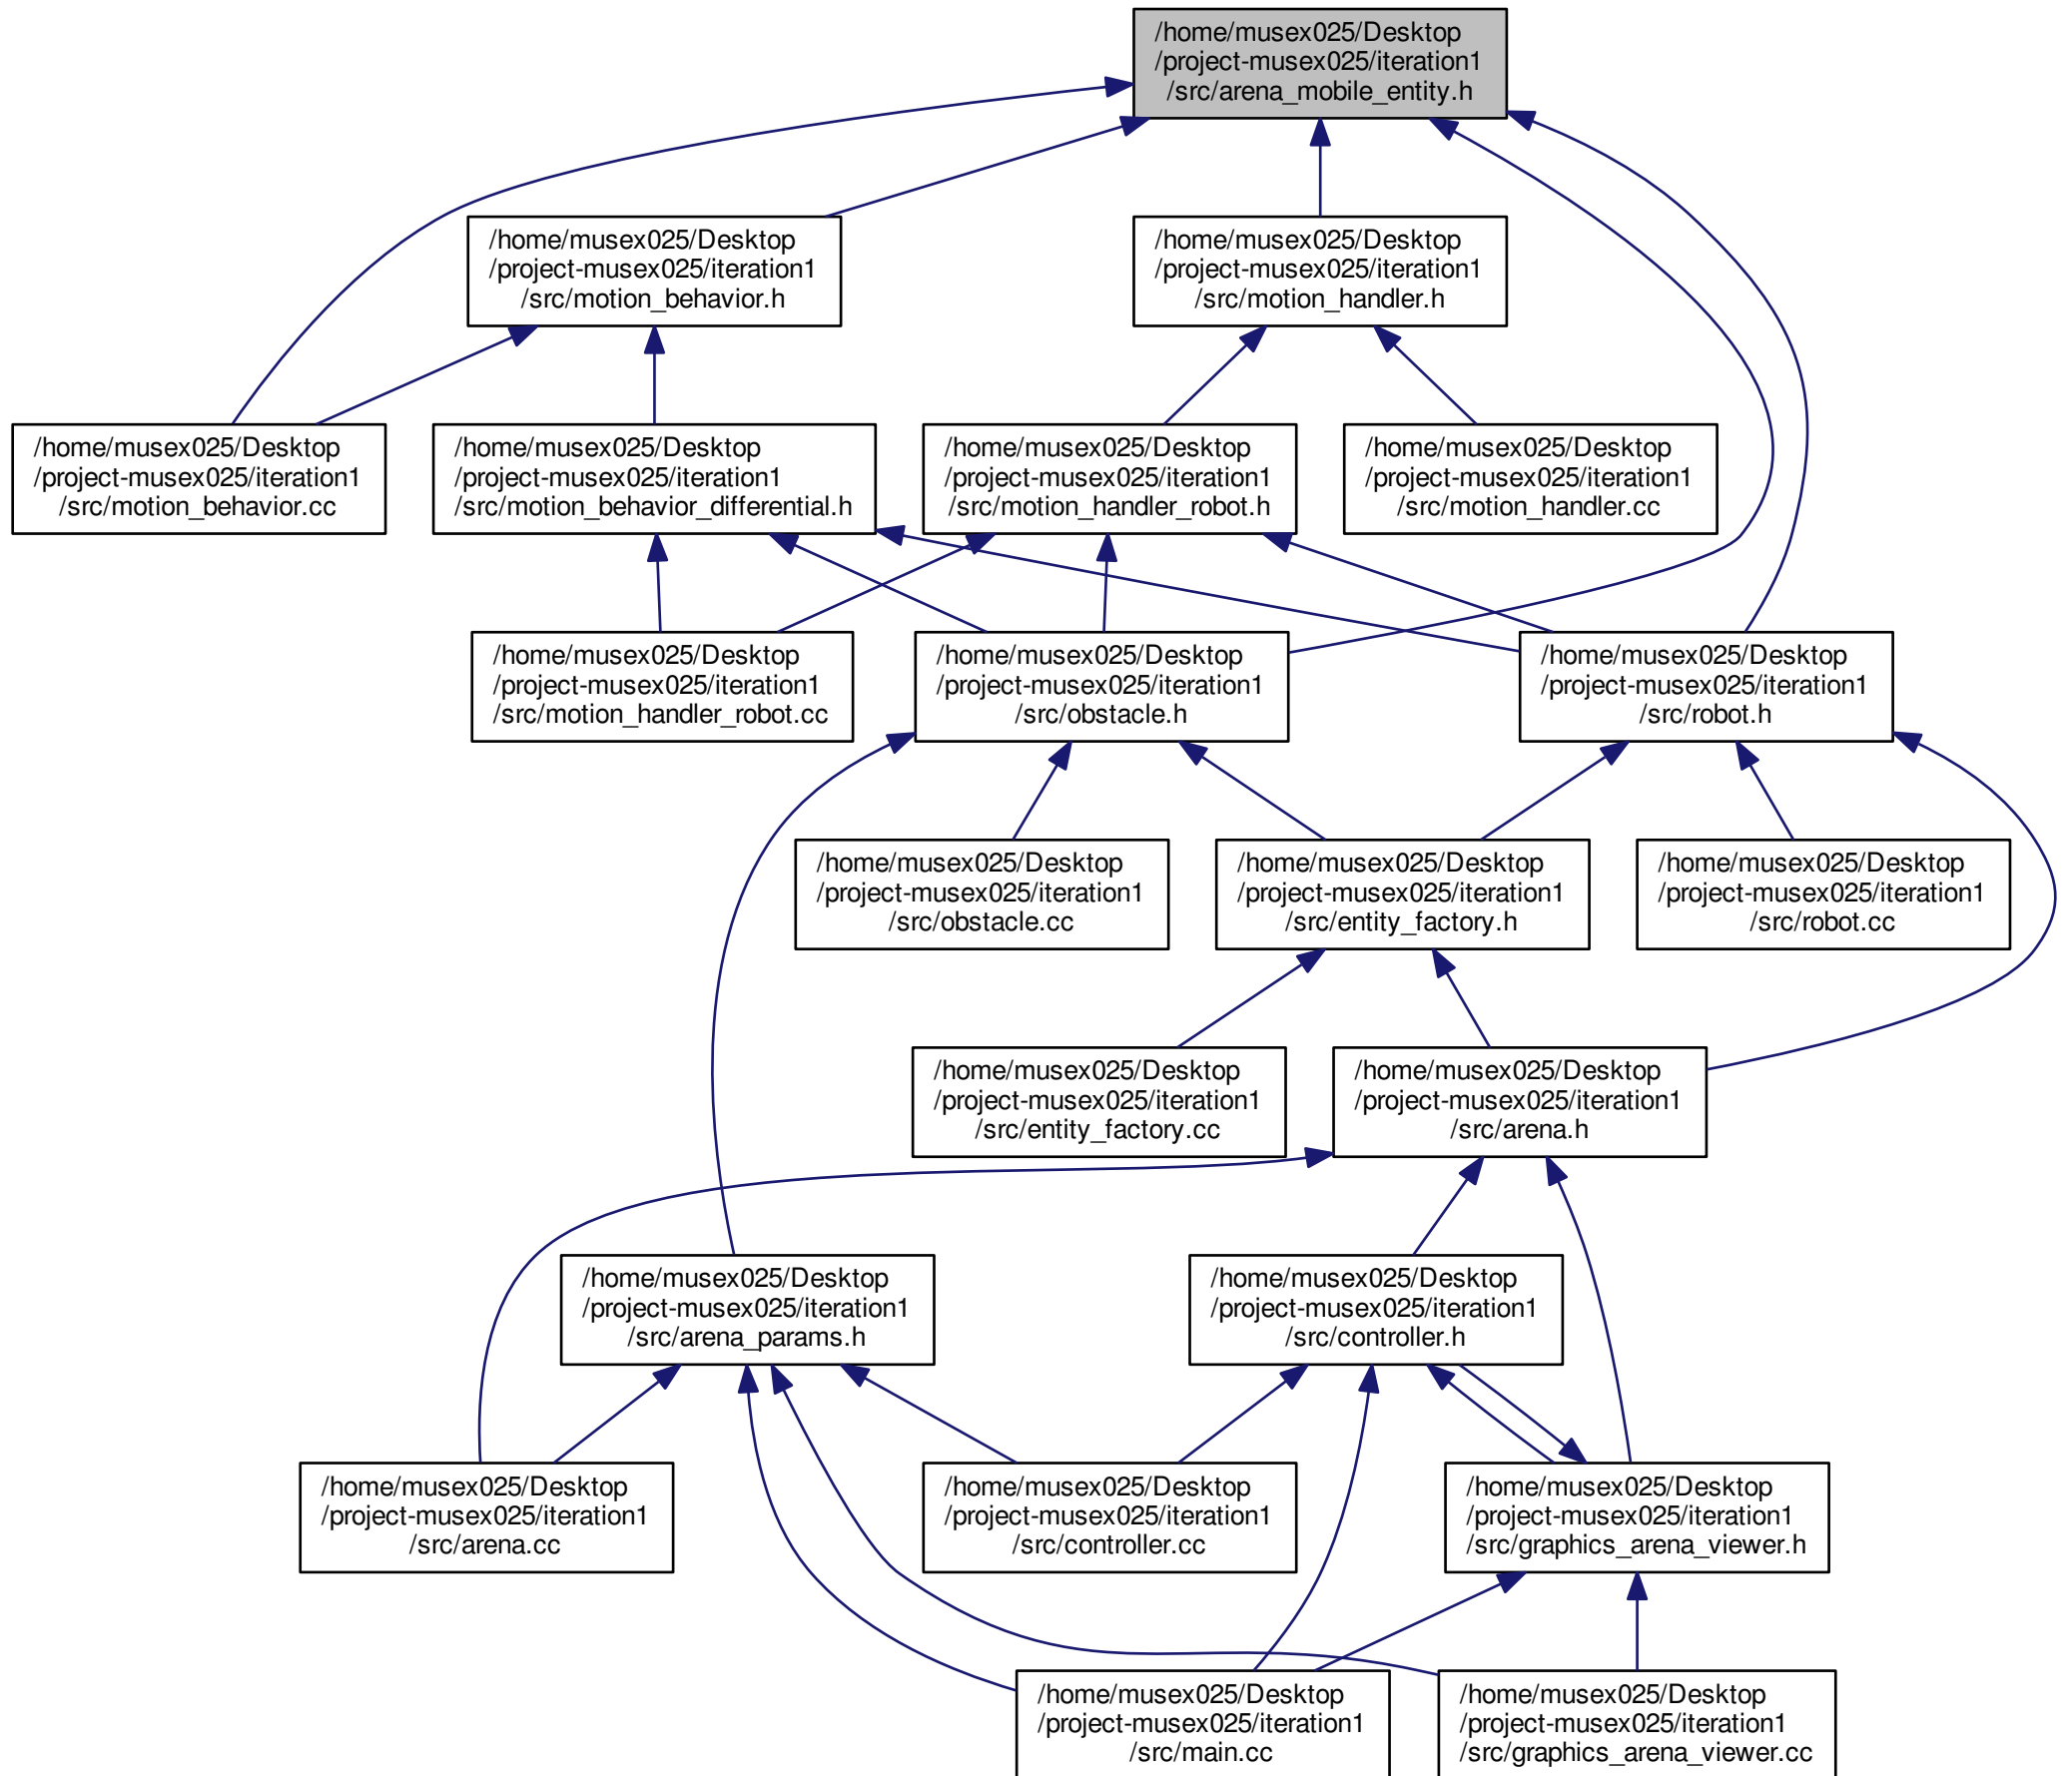 /home/musex025/Desktop
/project-musex025/iteration1
/src/arena_mobile_entity.h
/home/musex025/Desktop
/project-musex025/iteration1
/src/motion_behavior.h
/home/musex025/Desktop
/project-musex025/iteration1
/src/motion_handler.h
/home/musex025/Desktop
/project-musex025/iteration1
/src/motion_behavior.cc
/home/musex025/Desktop
/project-musex025/iteration1
/src/motion_behavior_differential.h
/home/musex025/Desktop
/project-musex025/iteration1
/src/motion_handler_robot.h
/home/musex025/Desktop
/project-musex025/iteration1
/src/motion_handler.cc
/home/musex025/Desktop
/project-musex025/iteration1
/src/motion_handler_robot.cc
/home/musex025/Desktop
/project-musex025/iteration1
/src/obstacle.h
/home/musex025/Desktop
/project-musex025/iteration1
/src/robot.h
/home/musex025/Desktop
/project-musex025/iteration1
/src/obstacle.cc
/home/musex025/Desktop
/project-musex025/iteration1
/src/entity_factory.h
/home/musex025/Desktop
/project-musex025/iteration1
/src/robot.cc
/home/musex025/Desktop
/project-musex025/iteration1
/src/entity_factory.cc
/home/musex025/Desktop
/project-musex025/iteration1
/src/arena.h
/home/musex025/Desktop
/project-musex025/iteration1
/src/arena_params.h
/home/musex025/Desktop
/project-musex025/iteration1
/src/controller.h
/home/musex025/Desktop
/project-musex025/iteration1
/src/arena.cc
/home/musex025/Desktop
/project-musex025/iteration1
/src/controller.cc
/home/musex025/Desktop
/project-musex025/iteration1
/src/graphics_arena_viewer.h
/home/musex025/Desktop
/project-musex025/iteration1
/src/main.cc
/home/musex025/Desktop
/project-musex025/iteration1
/src/graphics_arena_viewer.cc